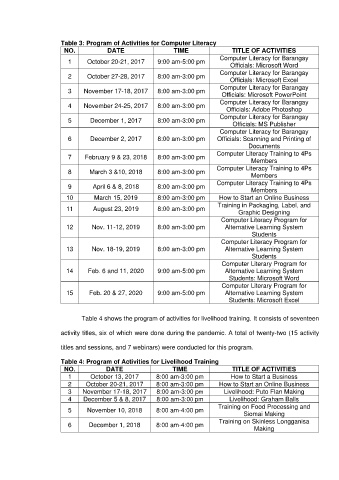 Table 3: Program of Activities for Computer Literacy
NO. DATE TIME TITLE OF ACTIVITIES
1 October 20-21, 2017 9:00 am-5:00 pm Computer Literacy for Barangay
Officials: Microsoft Word
2 October 27-28, 2017 8:00 am-3:00 pm Computer Literacy for Barangay
Officials: Microsoft Excel
3 November 17-18, 2017 8:00 am-3:00 pm Computer Literacy for Barangay
Officials: Microsoft PowerPoint
4 November 24-25, 2017 8:00 am-3:00 pm Computer Literacy for Barangay
Officials: Adobe Photoshop
5 December 1, 2017 8:00 am-3:00 pm Computer Literacy for Barangay
Officials: MS Publisher
6 December 2, 2017 8:00 am-3:00 pm Computer Literacy for Barangay
Officials: Scanning and Printing of
Documents
7 February 9 & 23, 2018 8:00 am-3:00 pm Computer Literacy Training to 4Ps
Members
8 March 3 &10, 2018 8:00 am-3:00 pm Computer Literacy Training to 4Ps
Members
9 April 6 & 8, 2018 8:00 am-3:00 pm Computer Literacy Training to 4Ps
Members
10 March 15, 2019 8:00 am-3:00 pm How to Start an Online Business
11 August 23, 2019 8:00 am-3:00 pm Training in Packaging, Label, and
Graphic Designing
12 Nov. 11-12, 2019 8:00 am-3:00 pm Computer Literacy Program for
Alternative Learning System
Students
13 Nov. 18-19, 2019 8:00 am-3:00 pm Computer Literacy Program for
Alternative Learning System
Students
14 Feb. 6 and 11, 2020 9:00 am-5:00 pm Computer Literary Program for
Alternative Learning System
Students: Microsoft Word
15 Feb. 20 & 27, 2020 9:00 am-5:00 pm Computer Literary Program for
Alternative Learning System
Students: Microsoft Excel
Table 4 shows the program of activities for livelihood training. It consists of seventeen
activity titles, six of which were done during the pandemic. A total of twenty-two (15 activity
titles and sessions, and 7 webinars) were conducted for this program.
Table 4: Program of Activities for Livelihood Training
NO. DATE TIME TITLE OF ACTIVITIES
1 October 13, 2017 8:00 am-3:00 pm How to Start a Business
2 October 20-21, 2017 8:00 am-3:00 pm How to Start an Online Business
3 November 17-18, 2017 8:00 am-3:00 pm Livelihood: Puto Flan Making
4 December 5 & 8, 2017 8:00 am-3:00 pm Livelihood: Graham Balls
5 November 10, 2018 8:00 am-4:00 pm Training on Food Processing and
Siomai Making
6 December 1, 2018 8:00 am-4:00 pm Training on Skinless Longganisa
Making